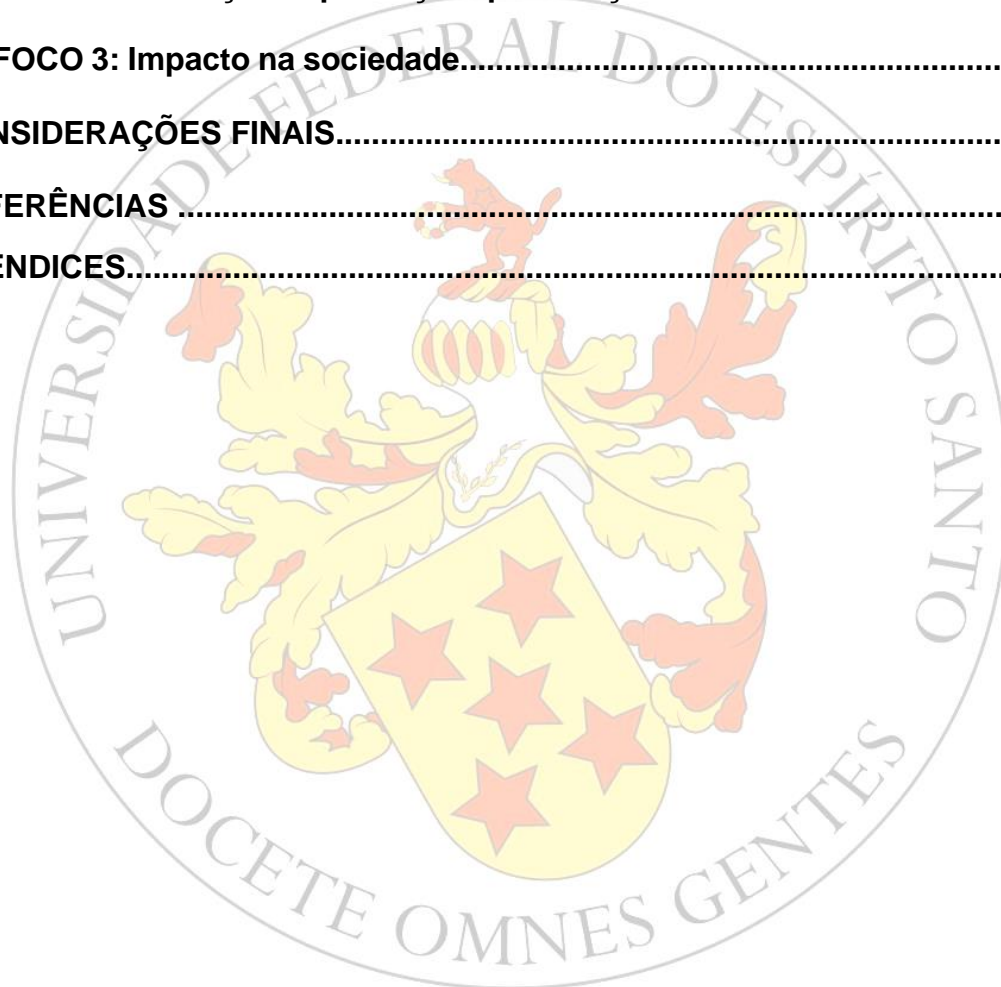 FOCO 3: Impacto na sociedade..........................................................
NSIDERAÇÕES FINAIS..........................................................................
FERÊNCIAS ............................................................................................
ENDICES..................................................................................................
UNIVERSIDADE FEDERAL DO ESPÍRITO SANTO
DOCETE OMNES GENTES